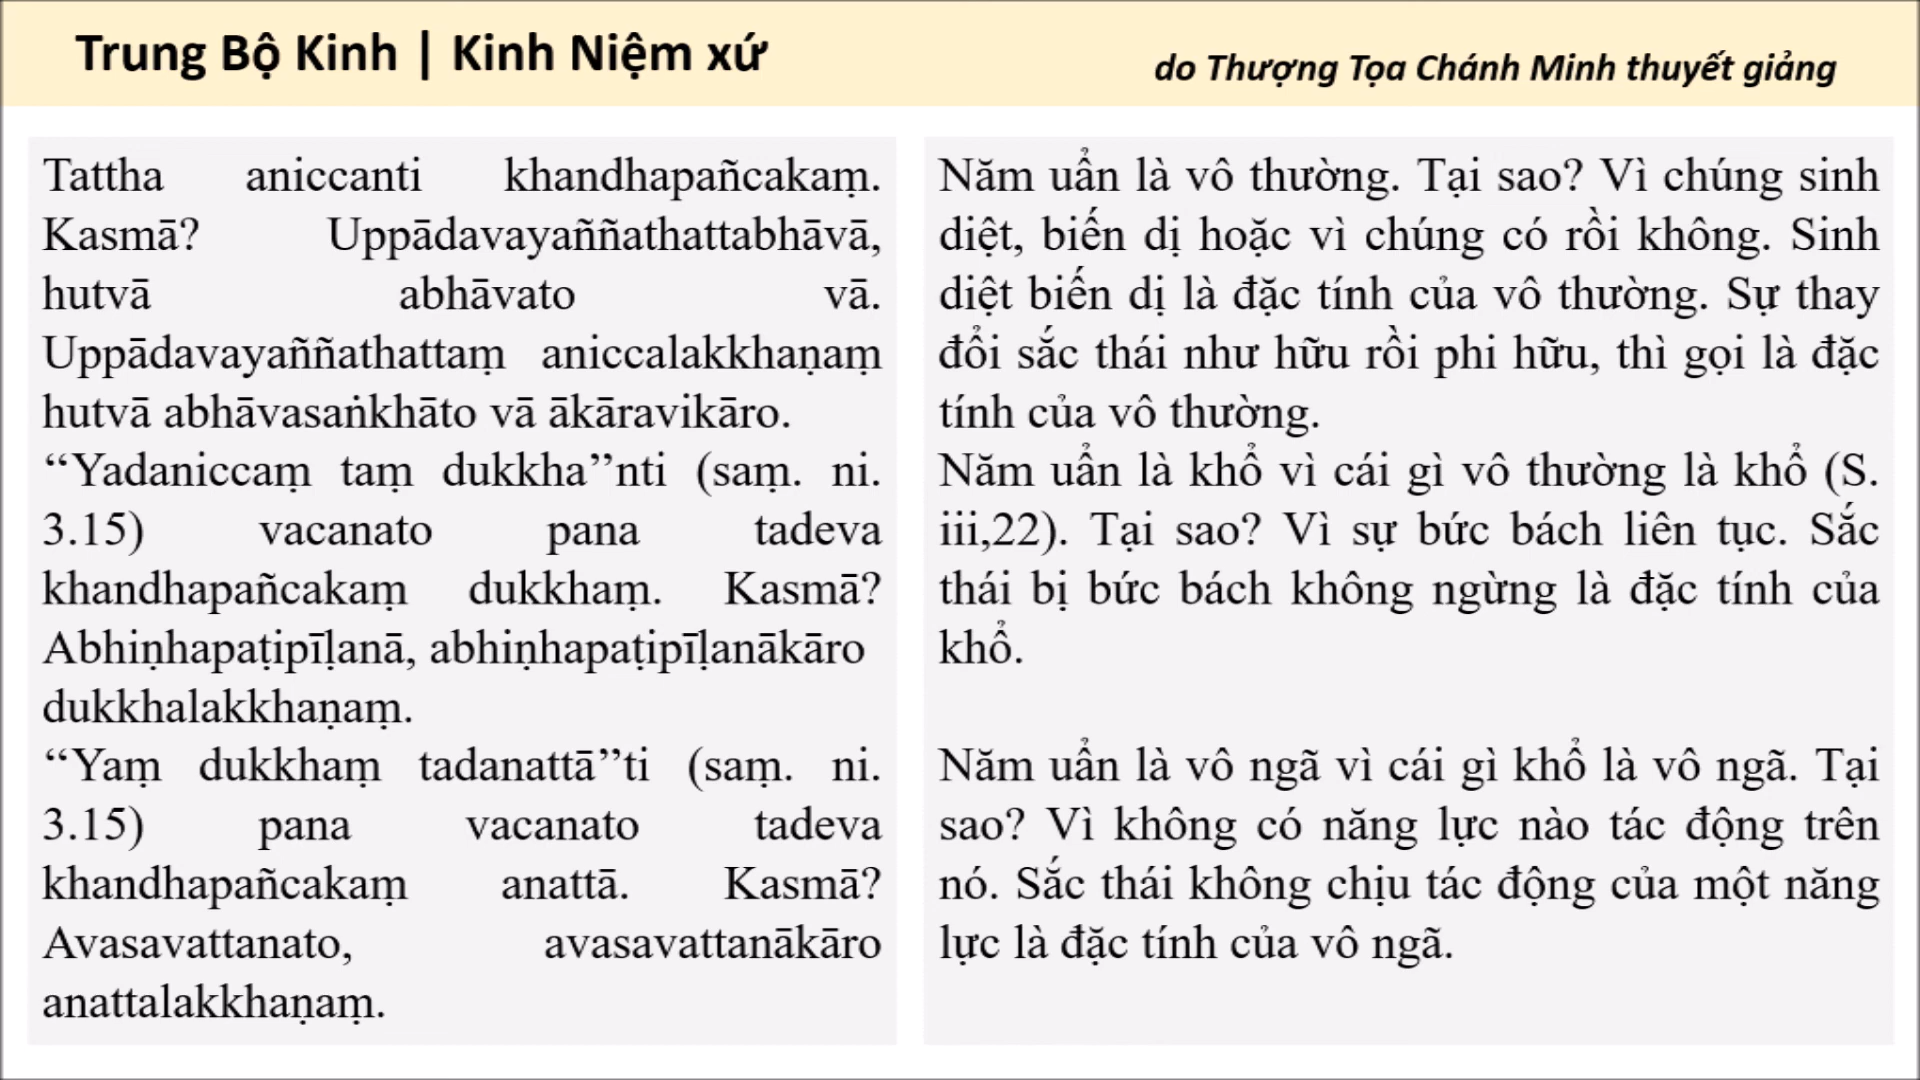 Trung Bộ Kinh | Kinh Niệm xứ
do Thượng Tọa Chánh Minh thuyết giảng
Tattha aniccanti khandhapañcakaṃ.
Kasmā? Uppādavayaññathattabhāvā,
hutvā abhāvato vā.
Uppādavayaññathattaṃ aniccalakkhaṇaṃ
hutvā abhāvasaṅkhāto vā ākāravikāro.
“Yadaniccaṃ taṃ dukkha”nti (saṃ. ni.
3.15) vacanato pana tadeva
khandhapañcakaṃ dukkhaṃ. Kasmā?
Abhiṇhapaṭipīḷanā, abhiṇhapaṭipīḷanākāro
dukkhalakkhaṇaṃ.
“Yaṃ dukkhaṃ tadanattā”ti (saṃ. ni.
3.15) pana vacanato tadeva
khandhapañcakaṃ anattā. Kasmā?
Avasavattanato, avasavattanākāro
anattalakkhaṇaṃ.
Năm uẩn là vô thường. Tại sao? Vì chúng sinh
diệt, biến dị hoặc vì chúng có rồi không. Sinh
diệt biến dị là đặc tính của vô thường. Sự thay
đổi sắc thái như hữu rồi phi hữu, thì gọi là đặc
tính của vô thường.
Năm uẩn là khổ vì cái gì vô thường là khổ (S.
iii,22). Tại sao? Vì sự bức bách liên tục. Sắc
thái bị bức bách không ngừng là đặc tính của
khổ.
Năm uẩn là vô ngã vì cái gì khổ là vô ngã. Tại
sao? Vì không có năng lực nào tác động trên
nó. Sắc thái không chịu tác động của một năng
lực là đặc tính của vô ngã.